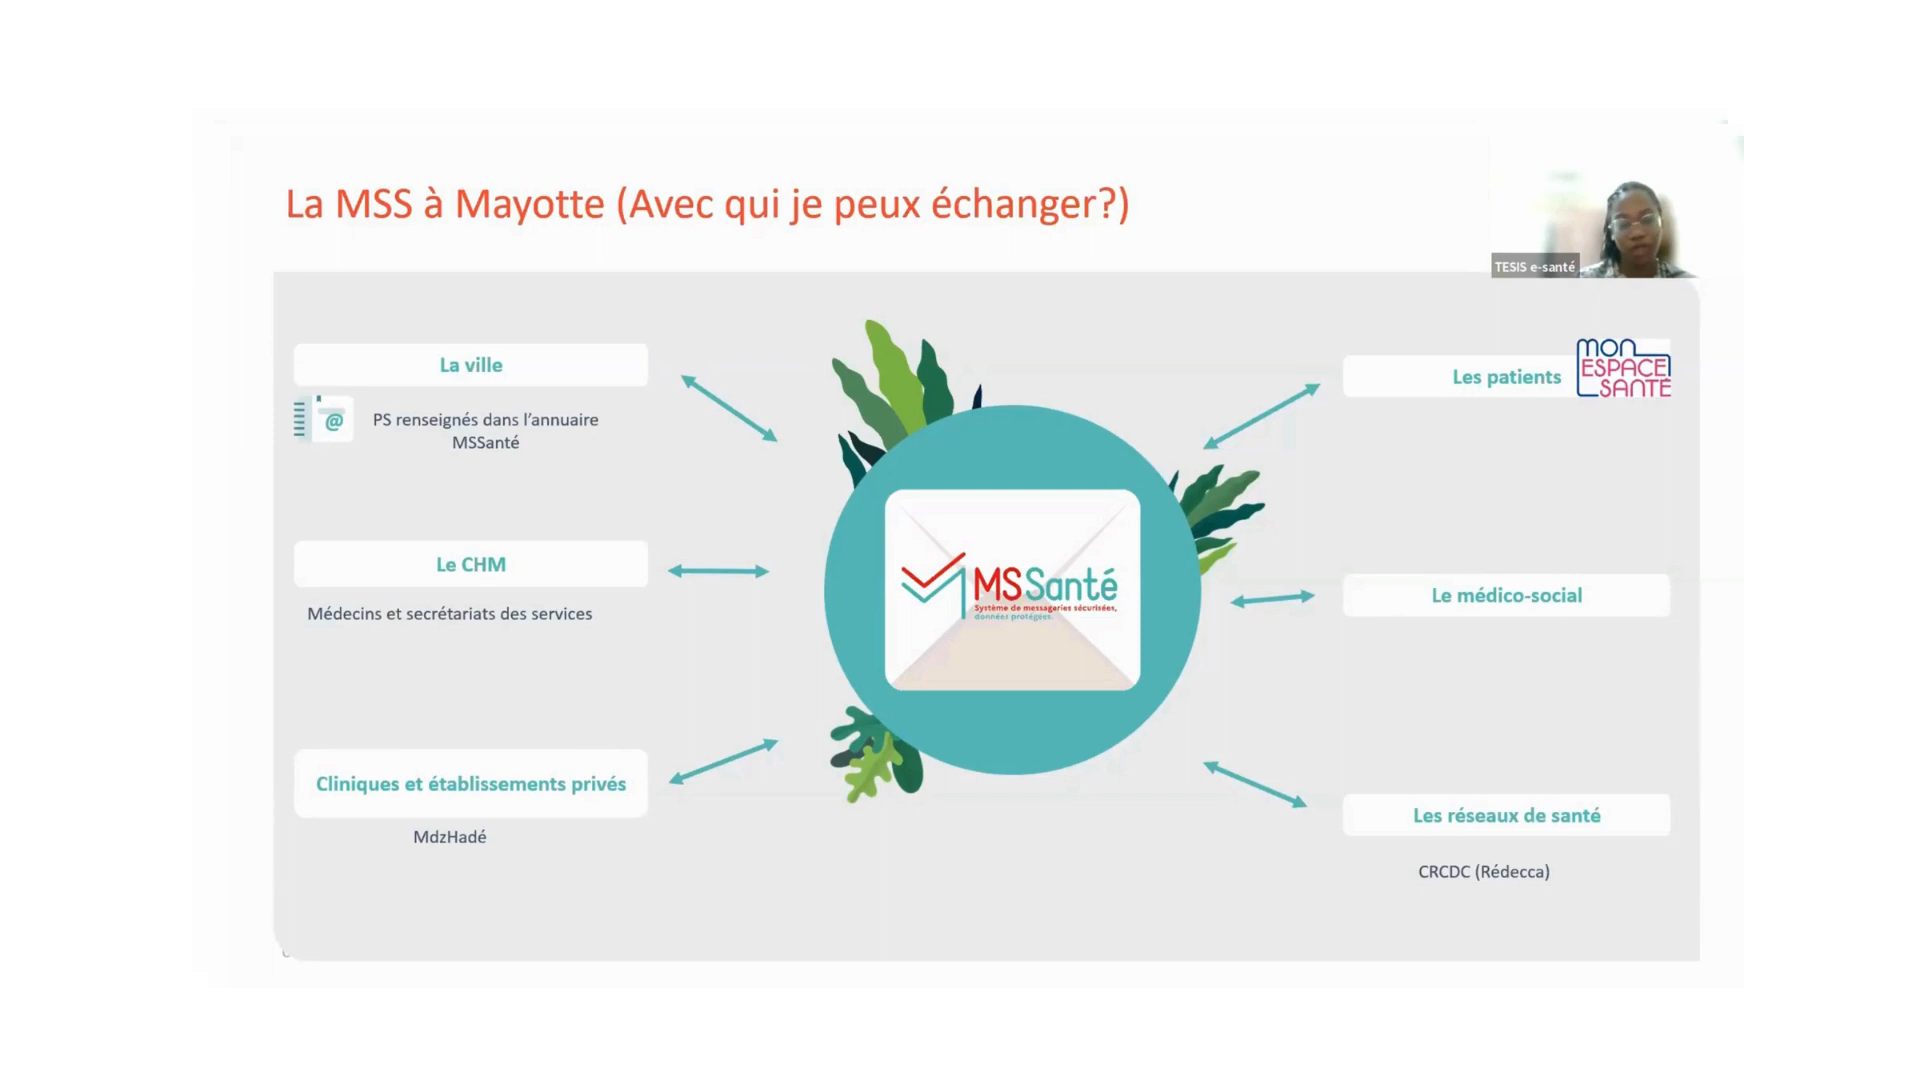 La MSS à Mayotte (Avec qui je peux échanger?)
TESIS e-santé
La ville
@
PS renseignés dans l’annuaire
MSSanté
Le CHM
Médecins et secrétariats des services
Cliniques et établissements privés
MdzHadé
MSSanté
Système de messageries sécurisées,
données protégées.
Les patients
mon
ESPACE
SANTÉ
Le médico-social
Les réseaux de santé
CRCDC (Rédecca)